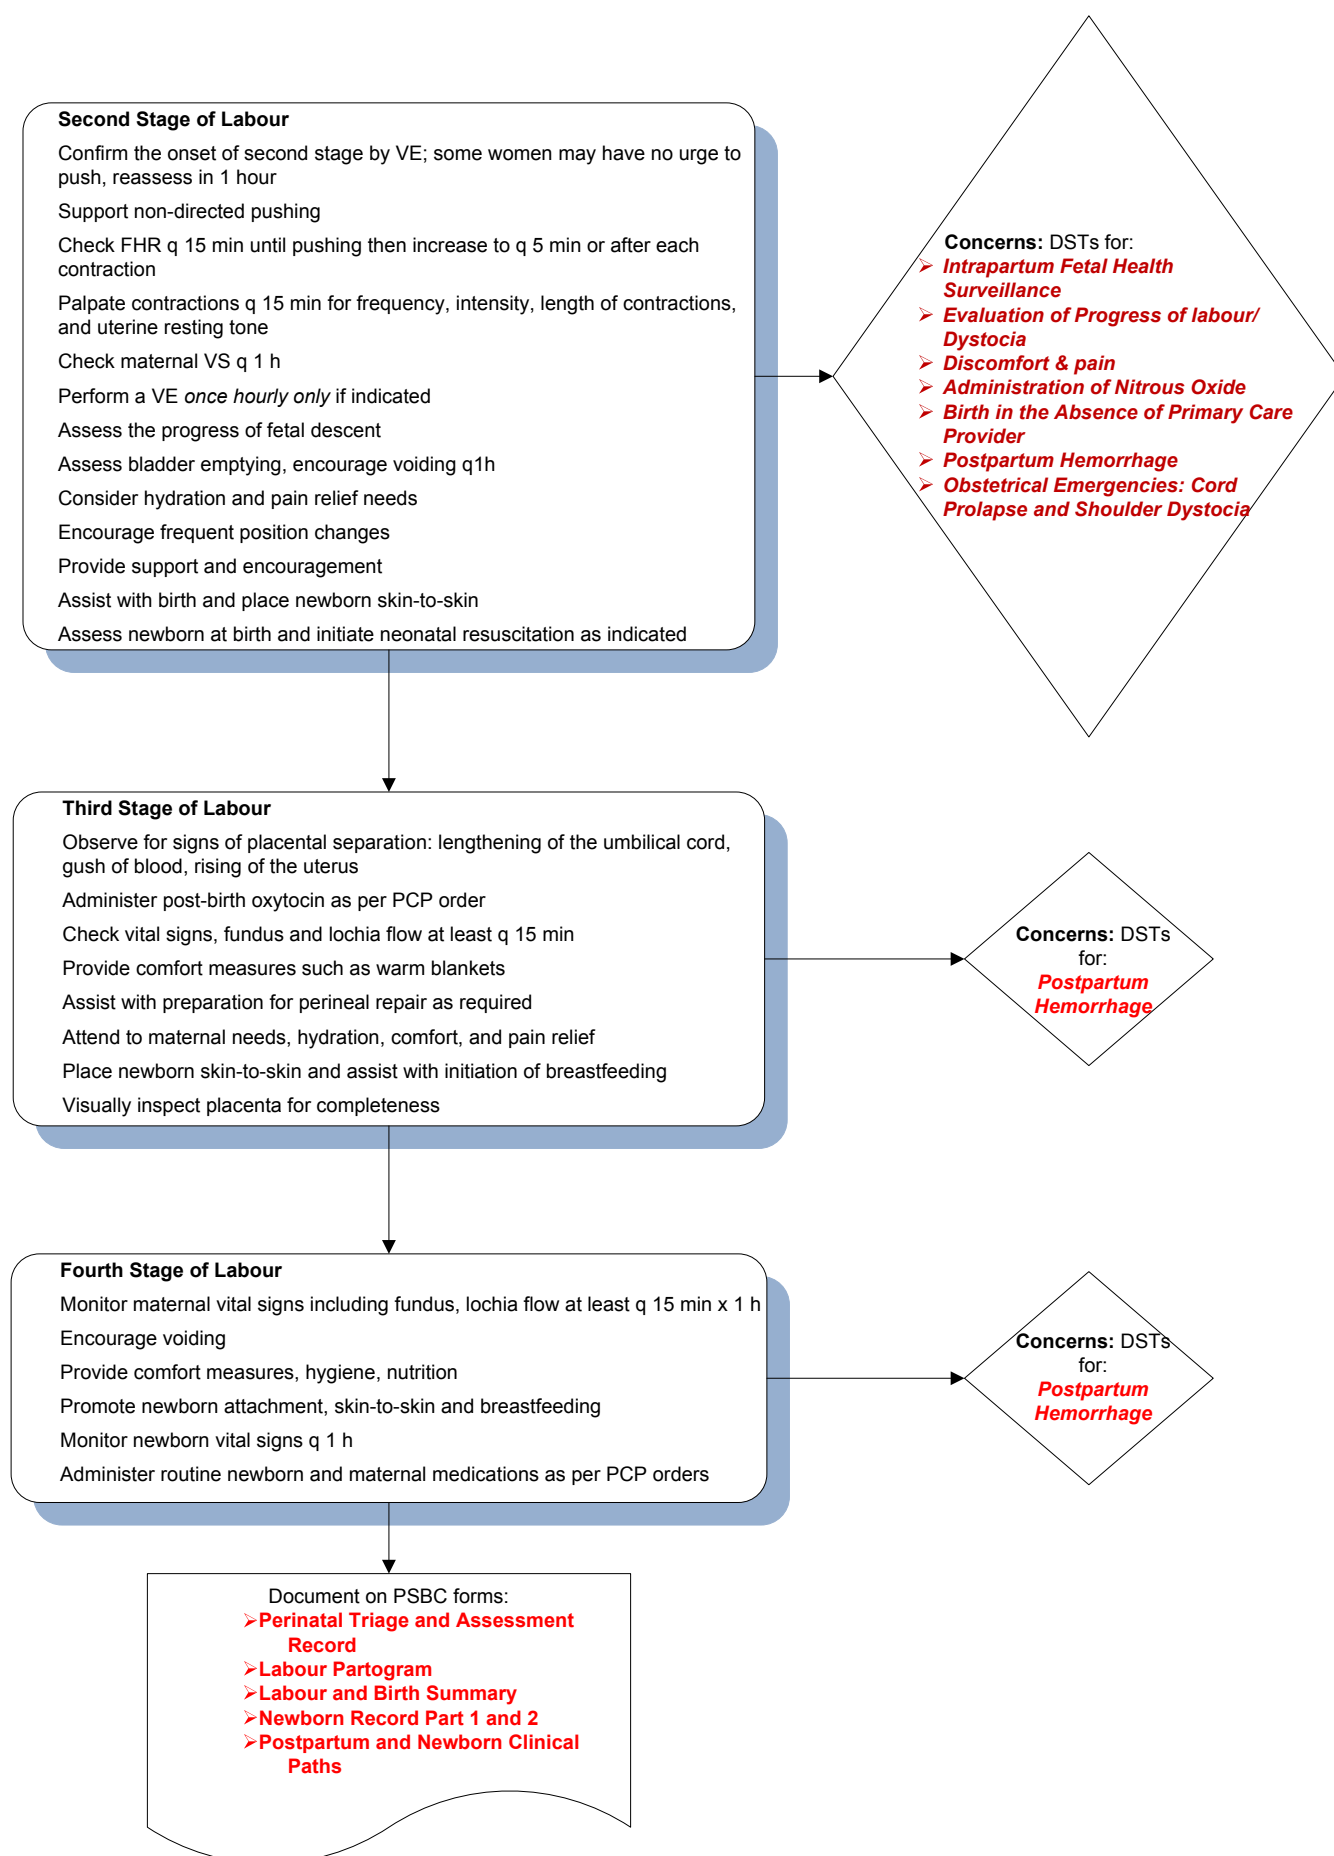 Second Stage of Labour
Confirm the onset of second stage by VE; some women may have no urge to
push, reassess in 1 hour
Support non-directed pushing
Check FHR q 15 min until pushing then increase to q 5 min or after each
contraction
Palpate contractions q 15 min for frequency, intensity, length of contractions,
and uterine resting tone
Check maternal VS q 1 h
Perform a VE once hourly only if indicated
Assess the progress of fetal descent
Assess bladder emptying, encourage voiding q1h
Consider hydration and pain relief needs
Encourage frequent position changes
Provide support and encouragement
Assist with birth and place newborn skin-to-skin
Assess newborn at birth and initiate neonatal resuscitation as indicated
Concerns: DSTs for:
➢ Intrapartum Fetal Health
Surveillance
➢ Evaluation of Progress of labour/
Dystocia
➢ Discomfort & pain
➢ Administration of Nitrous Oxide
➢ Birth in the Absence of Primary Care
Provider
➢ Postpartum Hemorrhage
➢ Obstetrical Emergencies: Cord
Prolapse and Shoulder Dystocia
Third Stage of Labour
Observe for signs of placental separation: lengthening of the umbilical cord,
gush of blood, rising of the uterus
Administer post-birth oxytocin as per PCP order
Check vital signs, fundus and lochia flow at least q 15 min
Provide comfort measures such as warm blankets
Assist with preparation for perineal repair as required
Attend to maternal needs, hydration, comfort, and pain relief
Place newborn skin-to-skin and assist with initiation of breastfeeding
Visually inspect placenta for completeness
Concerns: DSTs
for:
Postpartum
Hemorrhage
Fourth Stage of Labour
Monitor maternal vital signs including fundus, lochia flow at least q 15 min x 1 h
Encourage voiding
Provide comfort measures, hygiene, nutrition
Promote newborn attachment, skin-to-skin and breastfeeding
Monitor newborn vital signs q 1 h
Administer routine newborn and maternal medications as per PCP orders
Concerns: DSTs
for:
Postpartum
Hemorrhage
Document on PSBC forms:
➢Perinatal Triage and Assessment
Record
➢Labour Partogram
➢Labour and Birth Summary
➢Newborn Record Part 1 and 2
➢Postpartum and Newborn Clinical
Paths